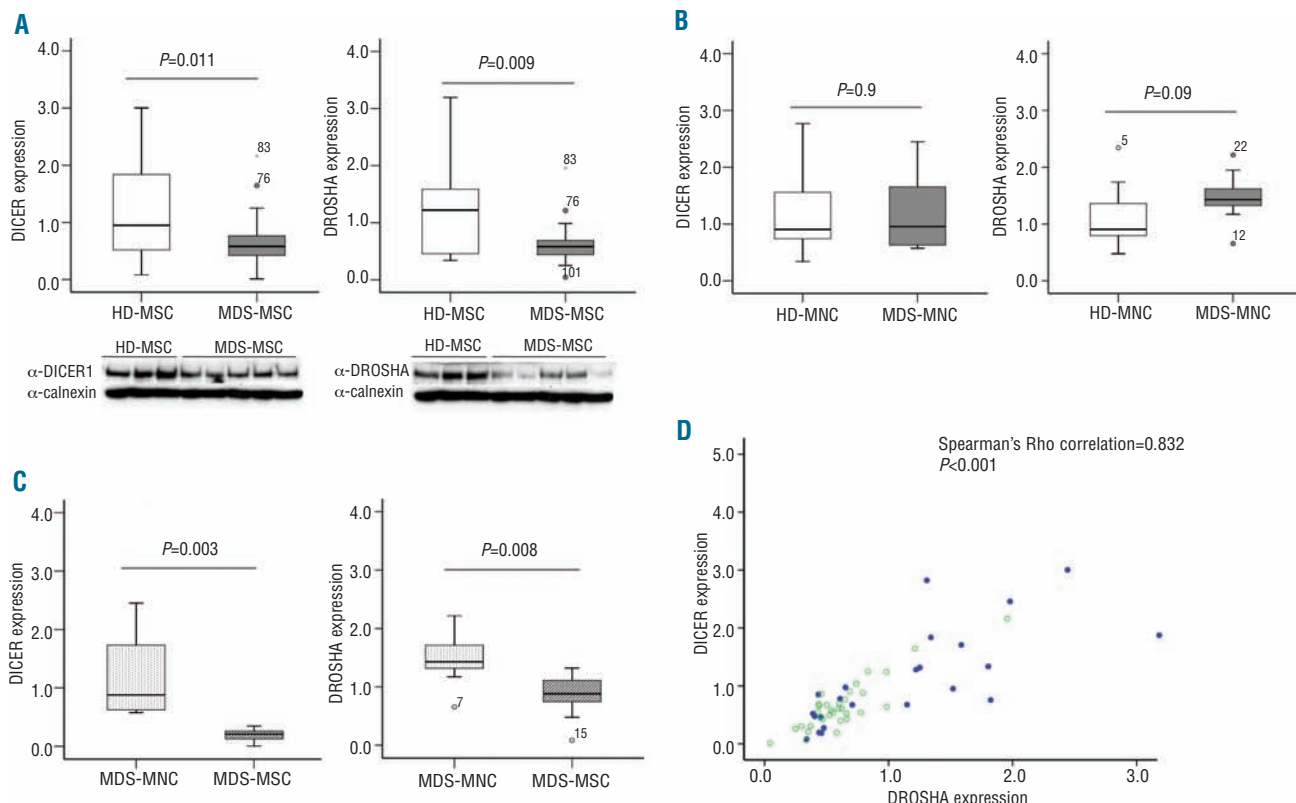 A
4.0
3.0
2.0
1.0
0.0
DICER expression
P=0.011
83
76
HD-MSC MDS-MSC
4.0
3.0
2.0
1.0
0.0
DROSHA expression
P=0.009
83
76
101
HD-MSC MDS-MSC
HD-MSC MDS-MSC
α-DICER1
α-calnexin
HD-MSC MDS-MSC
α-DROSHA
α-calnexin
B
4.0
3.0
2.0
1.0
0.0
DICER expression
P=0.9
HD-MNC MDS-MNC
4.0
3.0
2.0
1.0
0.0
DROSHA expression
P=0.09
5
22
12
HD-MNC MDS-MNC
C
4.0
3.0
2.0
1.0
0.0
DICER expression
P=0.003
MDS-MNC MDS-MSC
4.0
3.0
2.0
1.0
0.0
DROSHA expression
P=0.008
7
15
MDS-MNC MDS-MSC
D
Spearman's Rho correlation=0.832
P<0.001
5.0
4.0
3.0
2.0
1.0
0.0
DICER expression
0.0 1.0 2.0 3.0
DROSHA expression